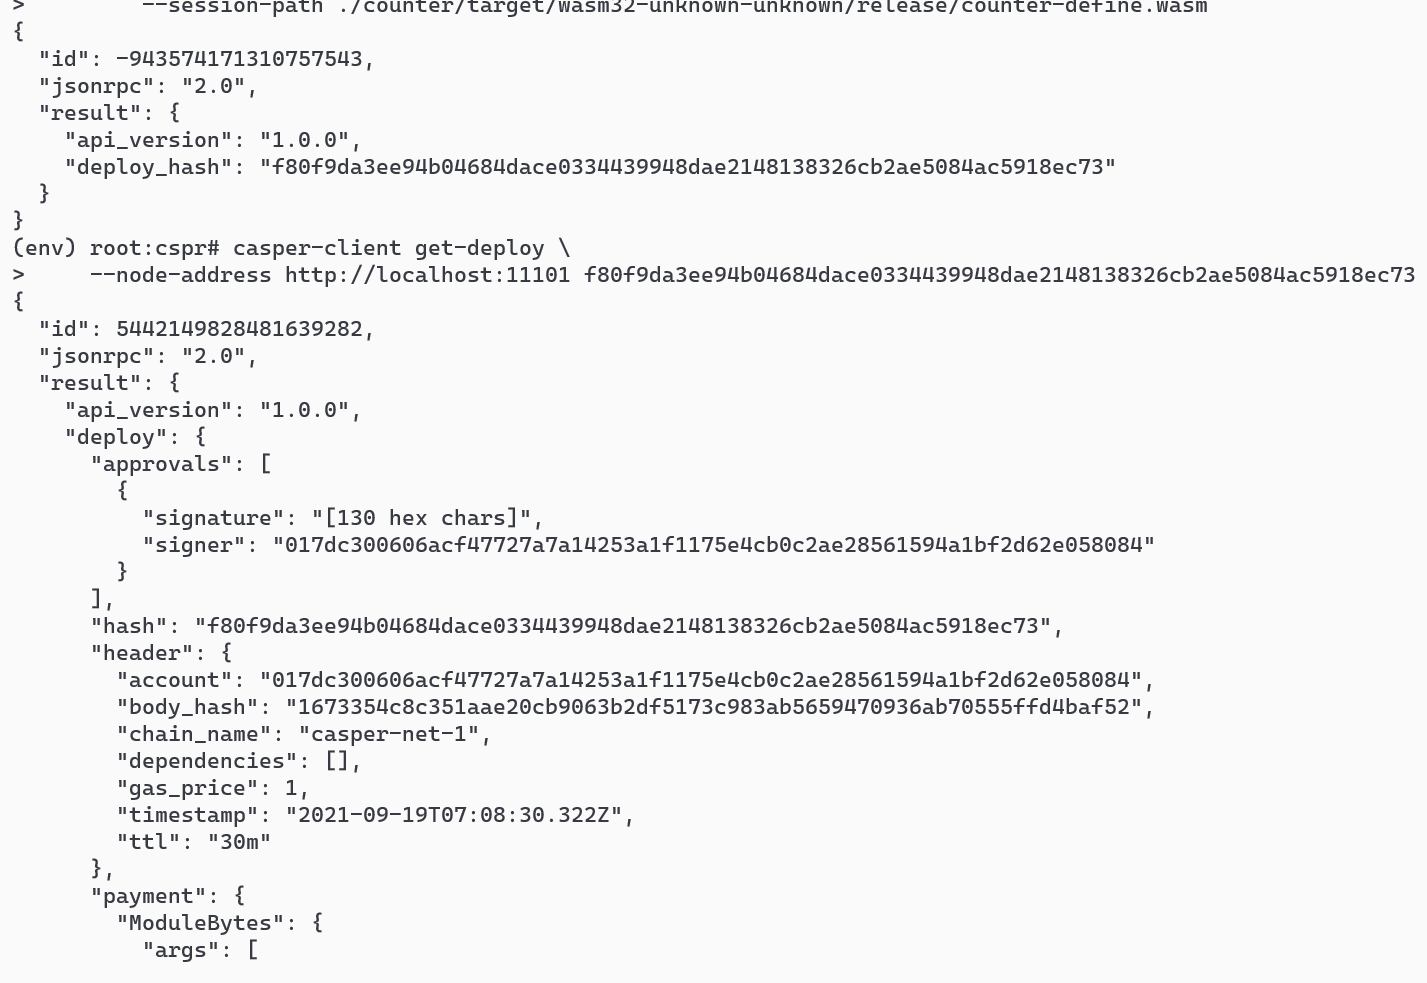 >         --session-path ./counter/target/wasm32-unknown-unknown/release/counter-define.wasm
{
  "id": -943574171310757543,
  "jsonrpc": "2.0",
  "result": {
    "api_version": "1.0.0",
    "deploy_hash": "f80f9da3ee94b04684dace0334439948dae2148138326cb2ae5084ac5918ec73"
  }
}
(env) root:cspr# casper-client get-deploy \
>     --node-address http://localhost:11101 f80f9da3ee94b04684dace0334439948dae2148138326cb2ae5084ac5918ec73
{
  "id": 5442149828481639282,
  "jsonrpc": "2.0",
  "result": {
    "api_version": "1.0.0",
    "deploy": {
      "approvals": [
        {
          "signature": "[130 hex chars]",
          "signer": "017dc300606acf47727a7a14253a1f1175e4cb0c2ae28561594a1bf2d62e058084"
        }
      ],
      "hash": "f80f9da3ee94b04684dace0334439948dae2148138326cb2ae5084ac5918ec73",
      "header": {
        "account": "017dc300606acf47727a7a14253a1f1175e4cb0c2ae28561594a1bf2d62e058084",
        "body_hash": "1673354c8c351aae20cb9063b2df5173c983ab5659470936ab70555ffd4baf52",
        "chain_name": "casper-net-1",
        "dependencies": [],
        "gas_price": 1,
        "timestamp": "2021-09-19T07:08:30.322Z",
        "ttl": "30m"
      },
      "payment": {
        "ModuleBytes": {
          "args": [